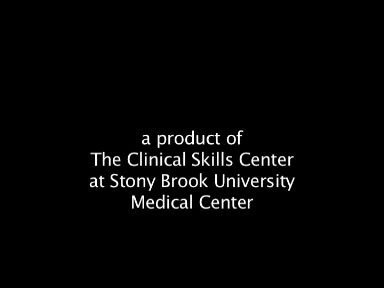 a product of
The Clinical Skills Center
at Stony Brook University
Medical Center